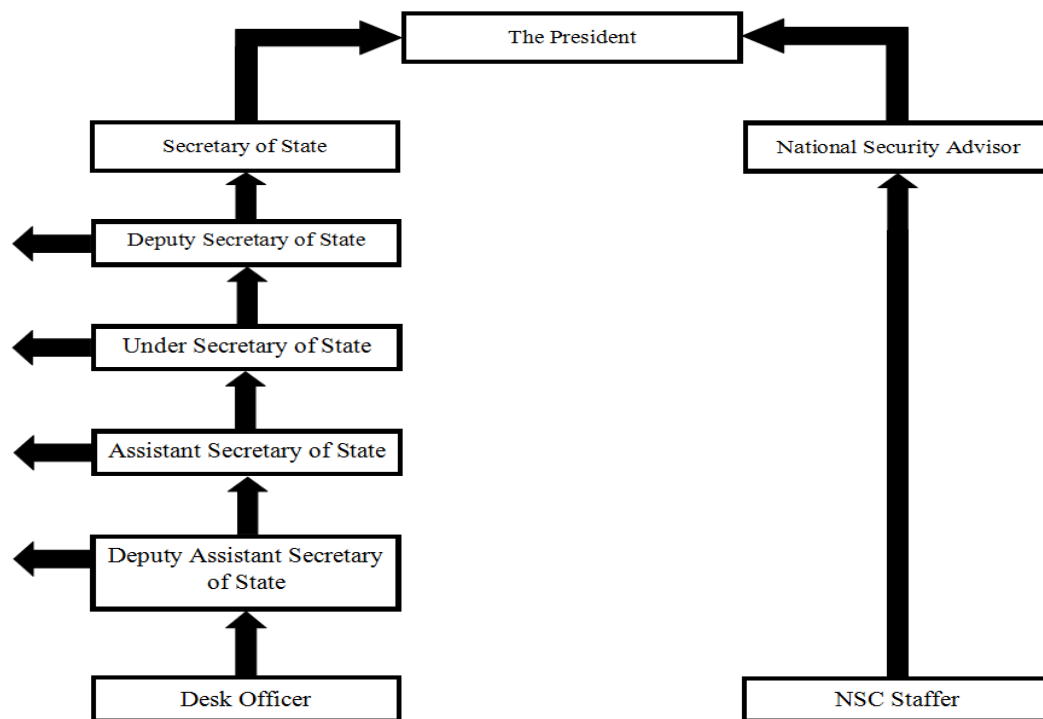 The President
Secretary of State
National Security Advisor
Deputy Secretary of State
Under Secretary of State
Assistant Secretary of State
Deputy Assistant Secretary
of State
Desk Officer
NSC Staffer